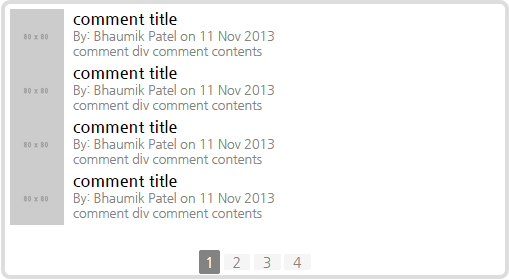 80 x 80
comment title
By: Bhaumik Patel on 11 Nov 2013
comment div comment contents
80 x 80
comment title
By: Bhaumik Patel on 11 Nov 2013
comment div comment contents
80 x 80
comment title
By: Bhaumik Patel on 11 Nov 2013
comment div comment contents
80 x 80
comment title
By: Bhaumik Patel on 11 Nov 2013
comment div comment contents
1 2 3 4